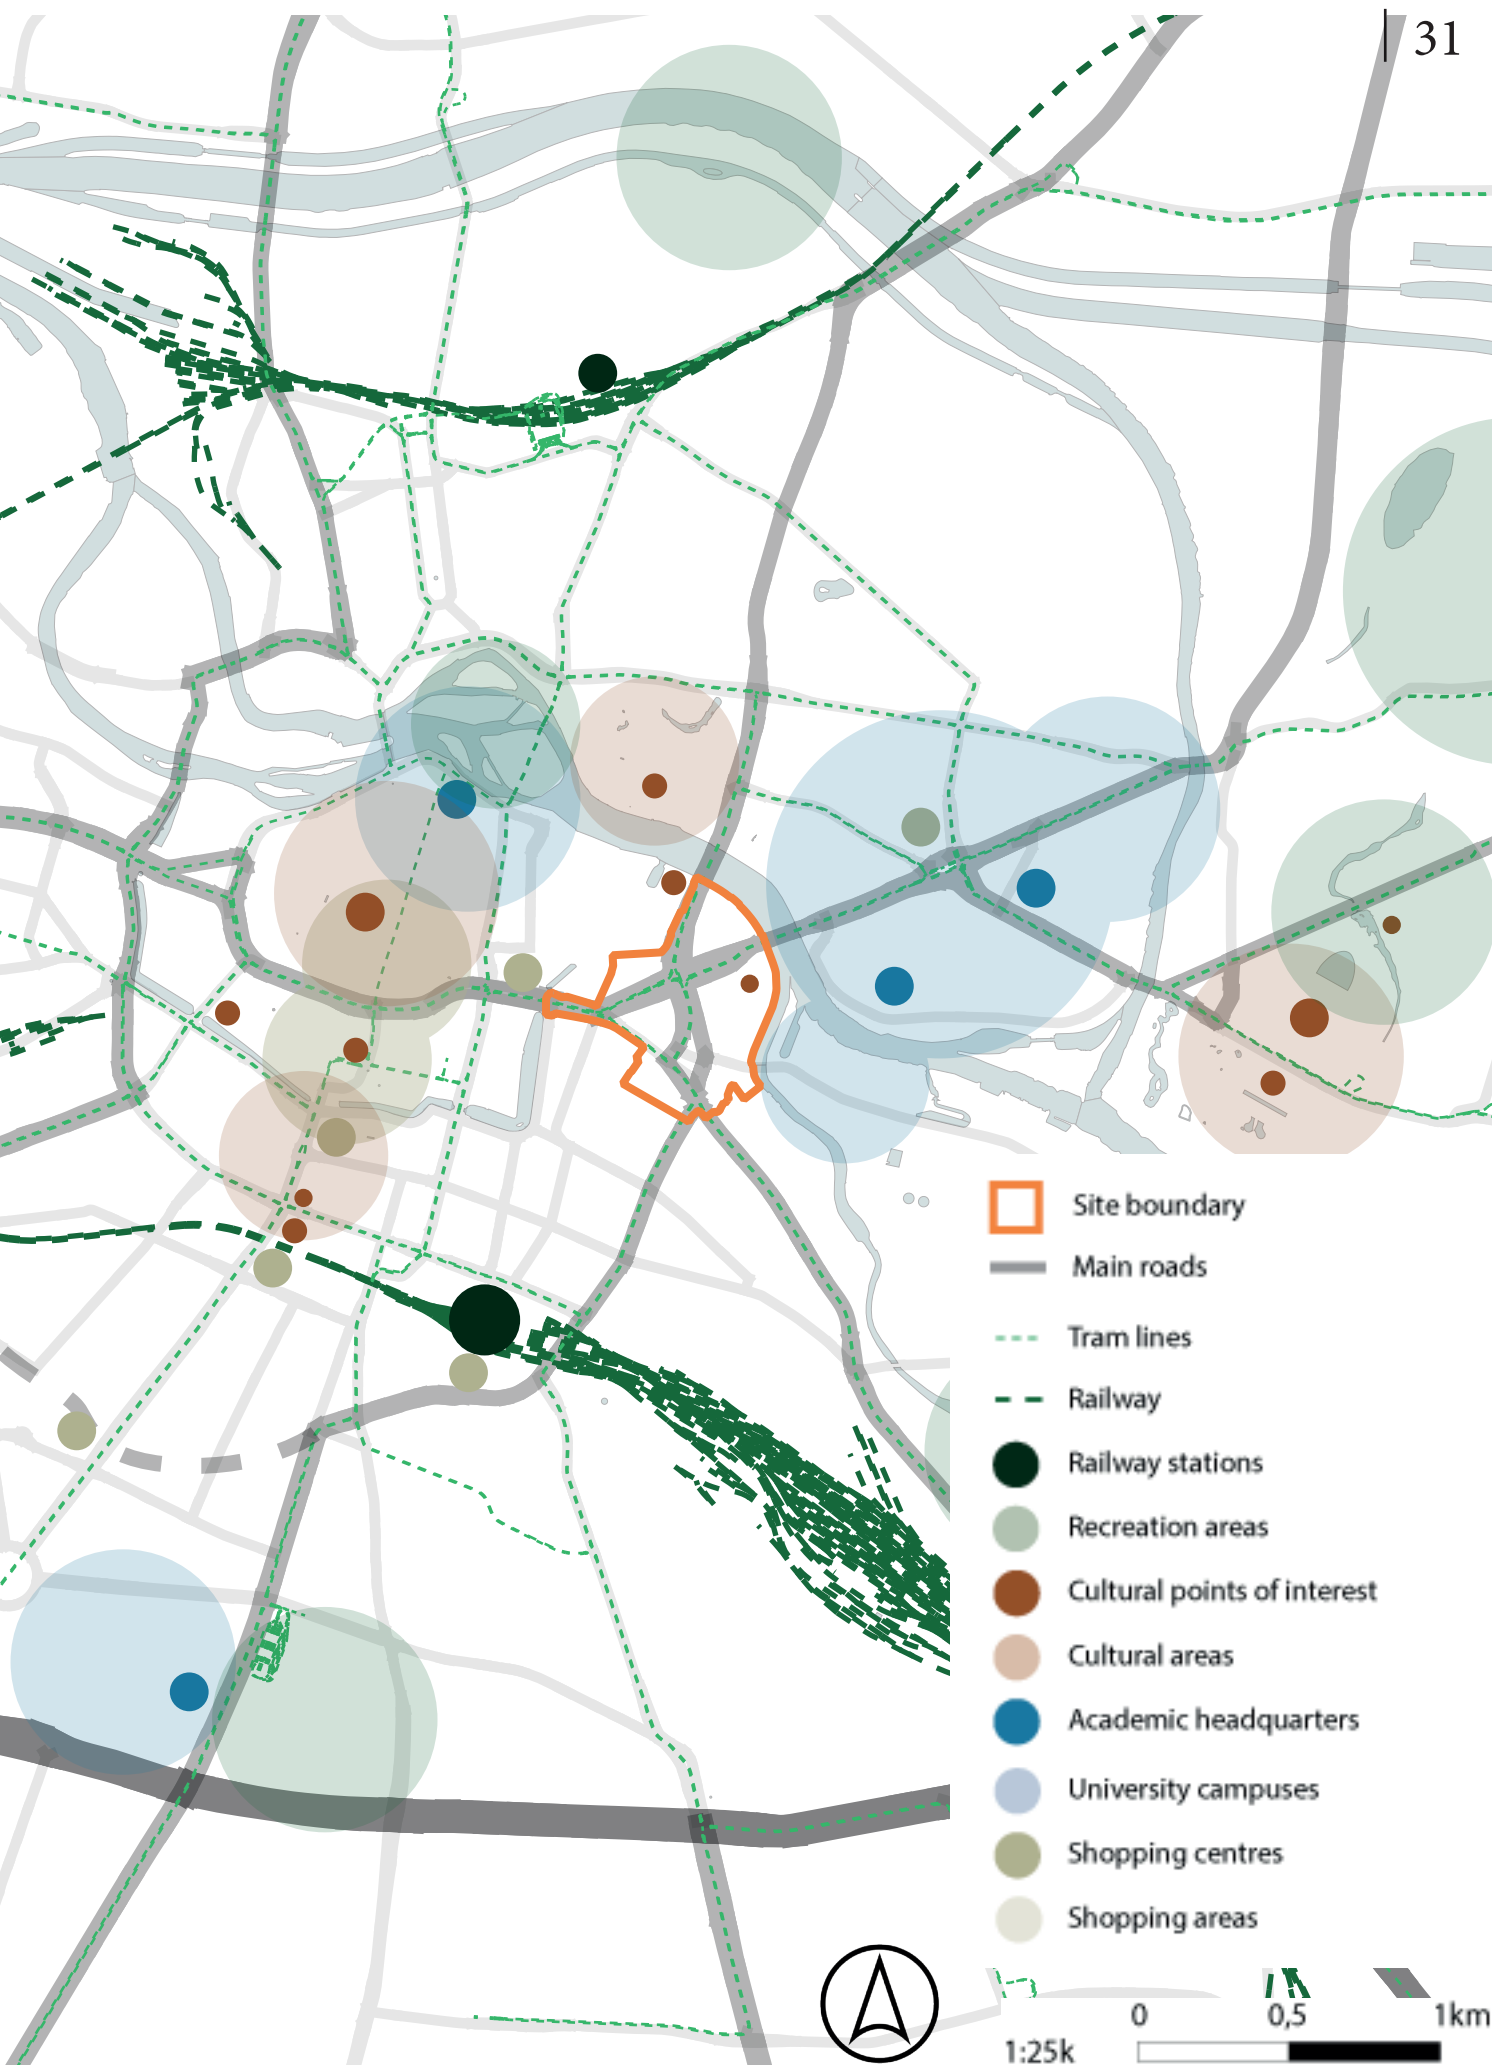 31
Site boundary
Main roads
Tram lines
Railway
Railway stations
Recreation areas
Cultural points of interest
Cultural areas
Academic headquarters
University campuses
Shopping centres
Shopping areas
0 0,5 1km
1:25k